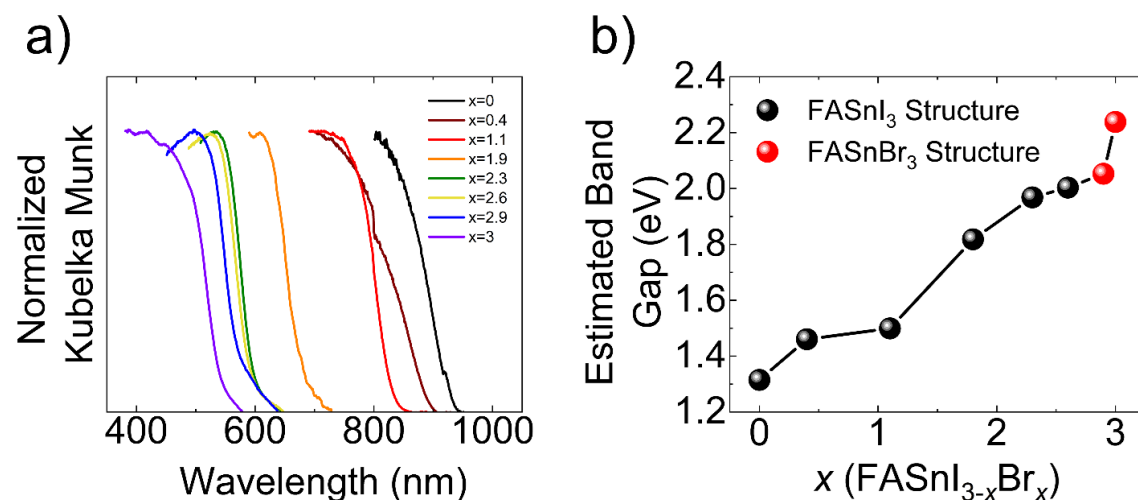 a)
Normalized
Kubelka Munk
x=0
x=0.4
x=1.1
x=1.9
x=2.3
x=2.6
x=2.9
x=3
400 600 800 1000
Wavelength (nm)
b)
Estimated Band
Gap (eV)
2.4
2.2
2.0
1.8
1.6
1.4
1.2
FASnI₃ Structure
FASnBr₃ Structure
0 1 2 3
x (FASnI₃₋ₓBrₓ)